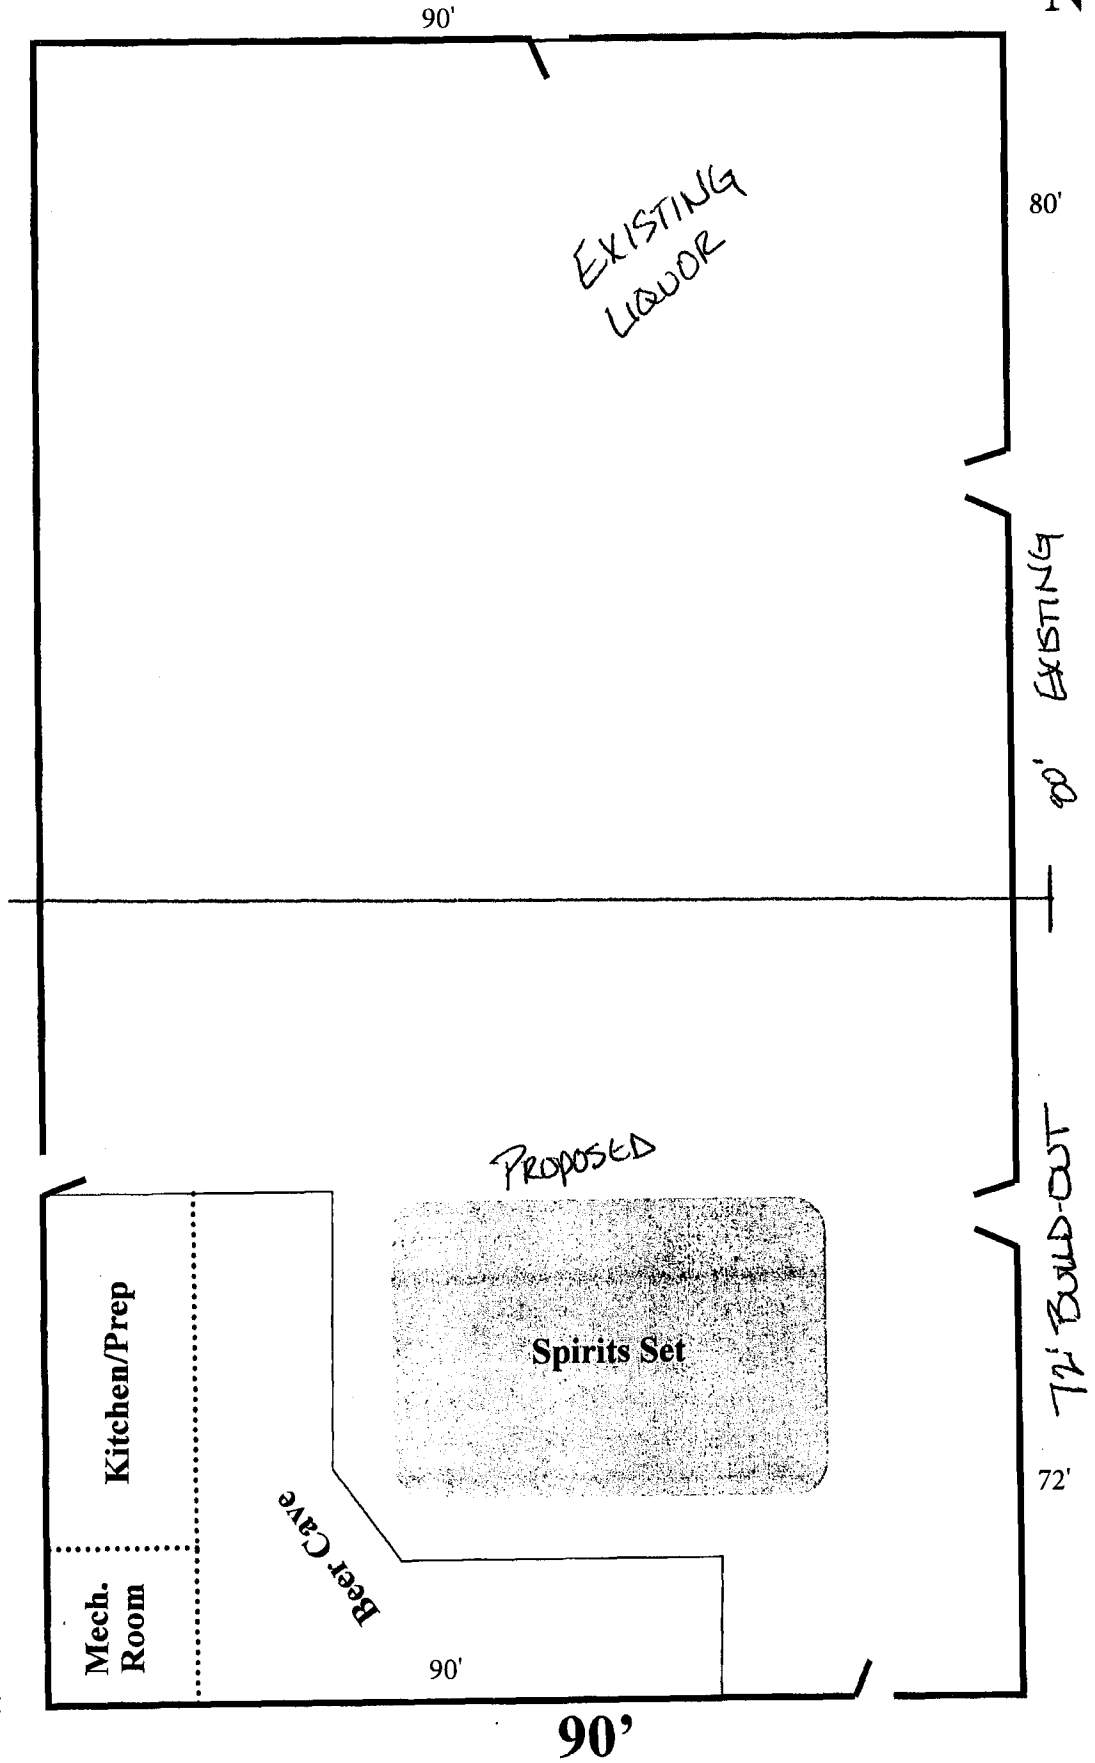 90'
N
EXISTING
LIQUOR
80'
80' EXISTING
PROPOSED
72' BUILD-OUT
Kitchen/Prep
Spirits Set
72'
Beer Cave
Mech.
Room
90'
90'